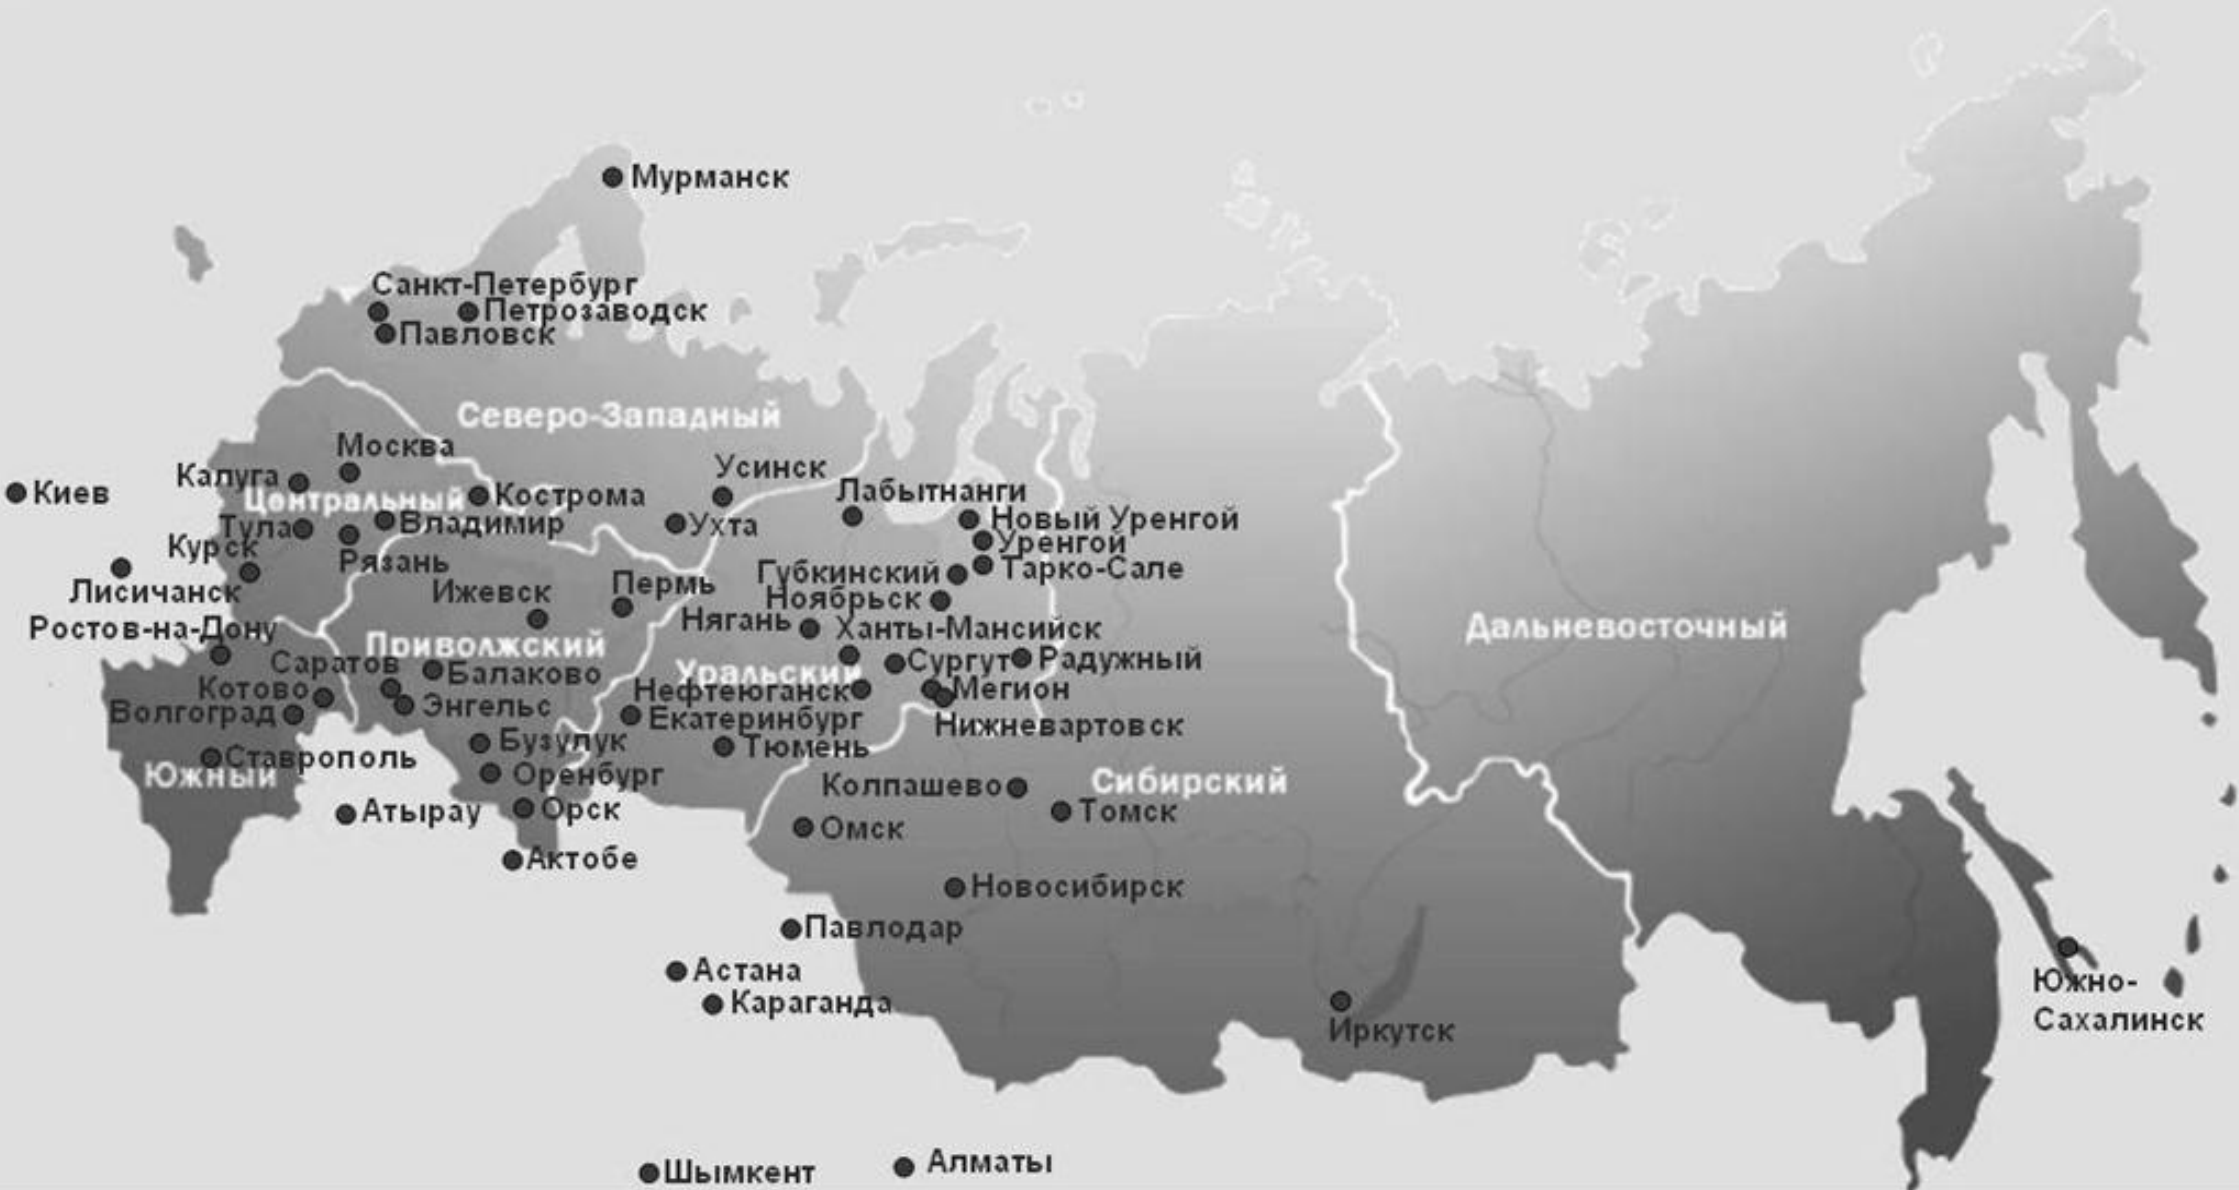 Мурманск
Санкт-Петербург
Петрозаводск
Павловск
Северо-Западный
Москва
Усинск
Калуга
Киев
Центральный
Кострома
Лабытнанги
Тула
Владимир
Ухта
Новый Уренгой
Уренгой
Курск
Рязань
Губкинский
Тарко-Сале
Лисичанск
Ижевск
Пермь
Ноябрьск
Ростов-на-Дону
Нягань
Ханты-Мансийск
Дальневосточный
Приволжский
Саратов
Балаково
Уральский
Сургут
Радужный
Котово
Нефтеюганск
Мегион
Волгоград
Энгельс
Екатеринбург
Нижневартовск
Бузулук
Тюмень
Ставрополь
Южный
Оренбург
Колпашево
Сибирский
Атырау
Орск
Томск
Омск
Актобе
Новосибирск
Павлодар
Астана
Караганда
Иркутск
Южно-
Сахалинск
Шымкент
Алматы